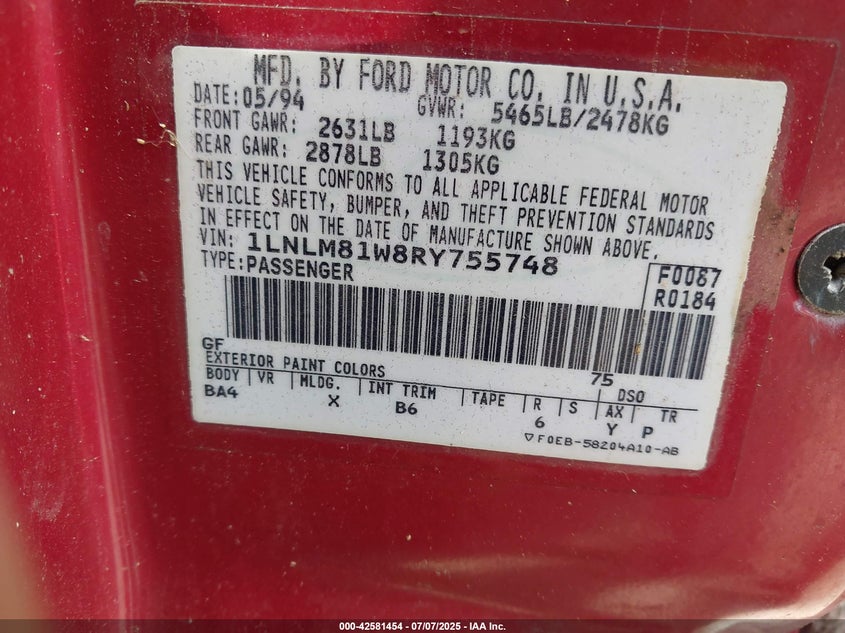 MFD. BY FORD MOTOR CO. IN U.S.A.
DATE: 05/94 GVWR: 5465LB/2478KG
FRONT GAWR: 2631LB 1193KG
REAR GAWR: 2878LB 1305KG
THIS VEHICLE CONFORMS TO ALL APPLICABLE FEDERAL MOTOR
VEHICLE SAFETY, BUMPER, AND THEFT PREVENTION STANDARDS
IN EFFECT ON THE DATE OF MANUFACTURE SHOWN ABOVE.
VIN: 1LNLM81W8RY755748
TYPE: PASSENGER
F0087
R0184
GF 75
EXTERIOR PAINT COLORS DSO
BODY VR MLDG. INT TRIM TAPE R S AX TR
BA4 X B6 6 Y P
▽F0EB-58204A10-AB
000-42581454 - 07/07/2025 - IAA Inc.